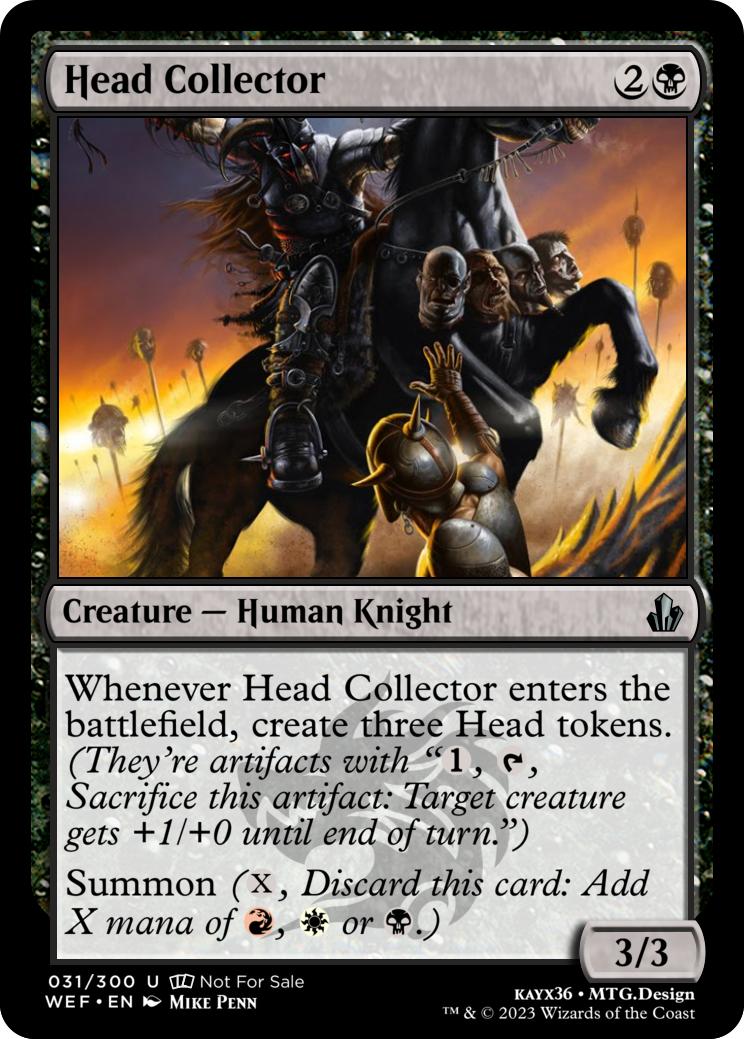 Head Collector 2
Creature — Human Knight
Whenever Head Collector enters the
battlefield, create three Head tokens.
(They're artifacts with “1, ,
Sacrifice this artifact: Target creature
gets +1/+0 until end of turn.”)
Summon (X, Discard this card: Add
X mana of , or .)
3/3
031/300 U Not For Sale
WEF • EN Mike Penn
kayx36 • MTG.Design
™ & © 2023 Wizards of the Coast